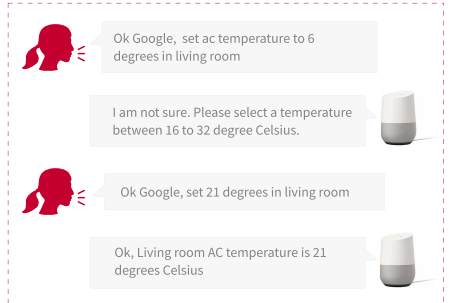 Ok Google, set ac temperature to 6
degrees in living room
I am not sure. Please select a temperature
between 16 to 32 degree Celsius.
Ok Google, set 21 degrees in living room
Ok, Living room AC temperature is 21
degrees Celsius